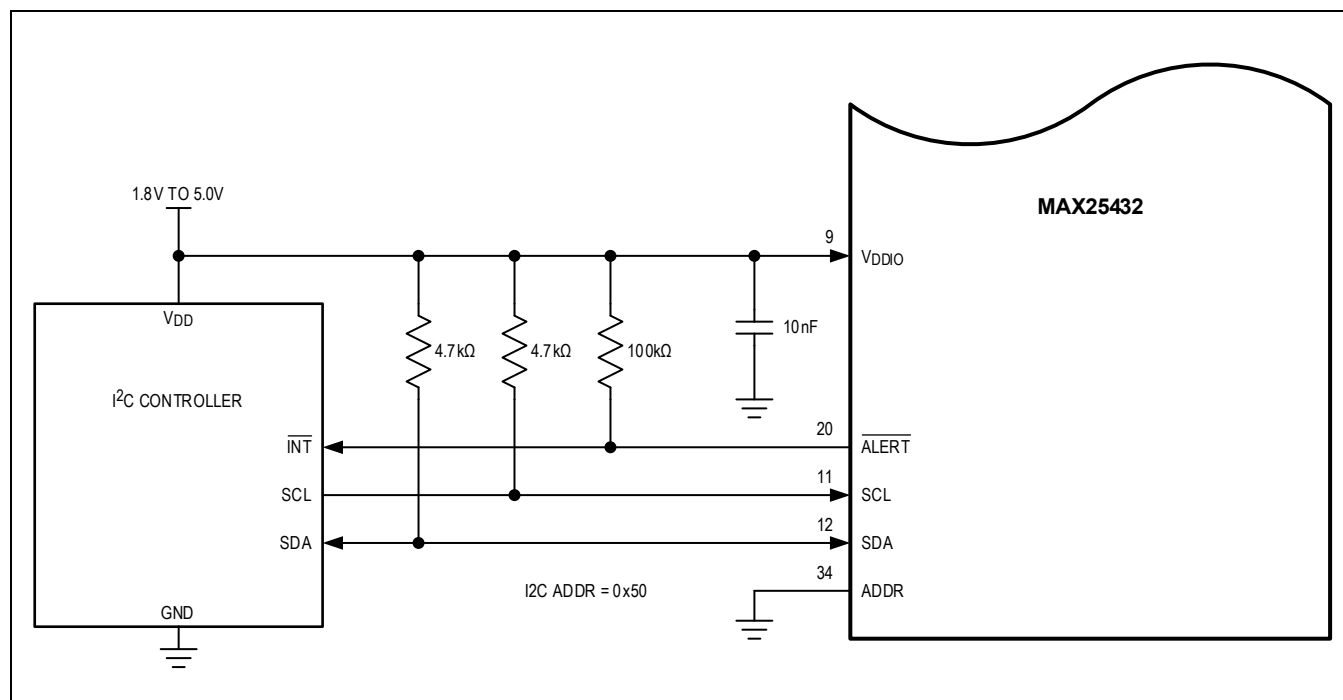 1.8V TO 5.0V
MAX25432
9
VDDIO
VDD
4.7kΩ
4.7kΩ
100kΩ
10nF
I²C CONTROLLER
20
INT
ALERT
11
SCL
SCL
12
SDA
SDA
34
I2C ADDR = 0x50
ADDR
GND